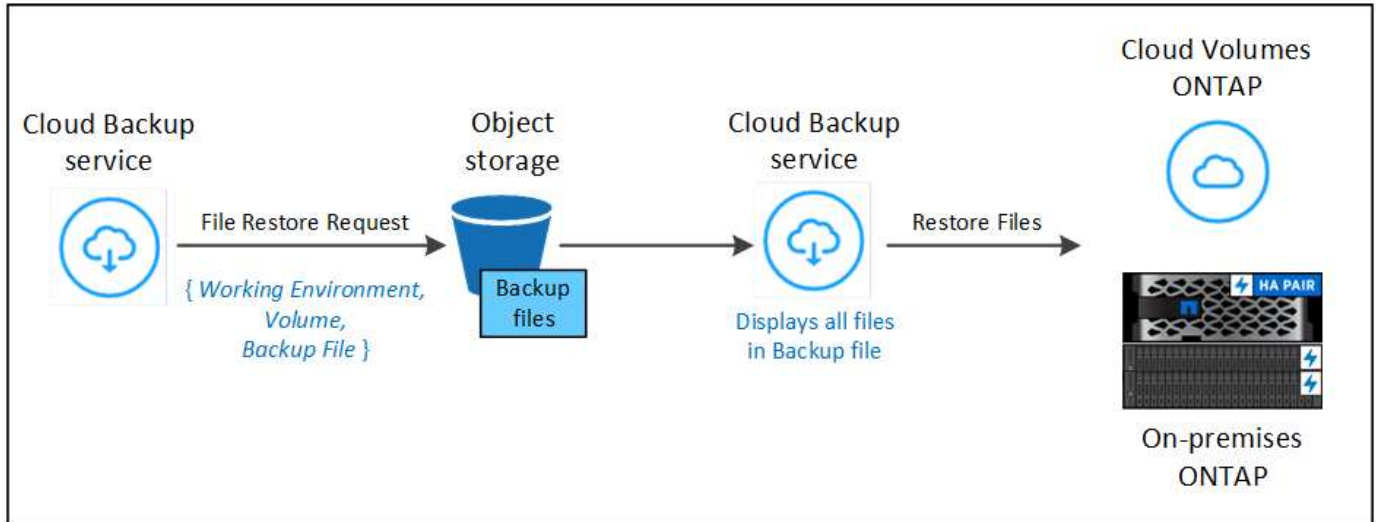 Cloud Backup
service
File Restore Request
{ Working Environment,
Volume,
Backup File }
Object
storage
Backup
files
Cloud Backup
service
Displays all files
in Backup file
Restore Files
Cloud Volumes
ONTAP
HA PAIR
On-premises
ONTAP